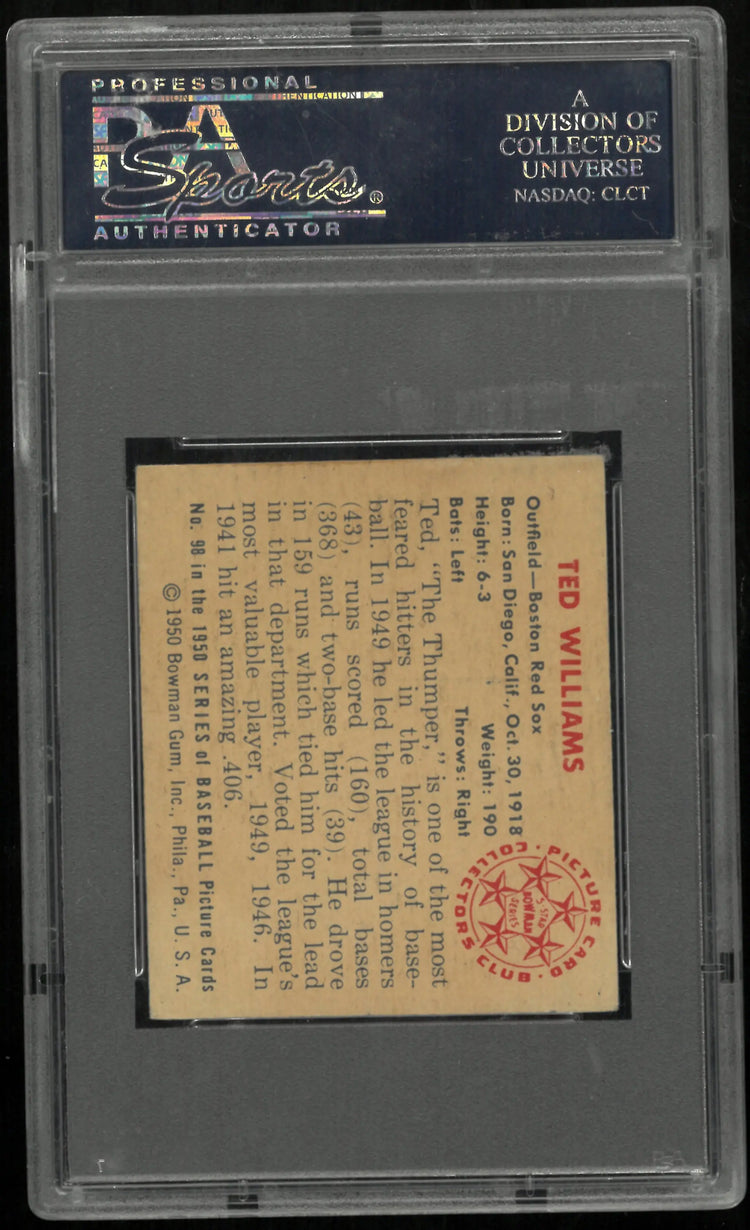 PROFESSIONAL
PSA
Sports®
AUTHENTICATOR
A
DIVISION OF
COLLECTORS
UNIVERSE
NASDAQ: CLCT
TED WILLIAMS
Outfield—Boston Red Sox
Born: San Diego, Calif., Oct. 30, 1918
Height: 6-3 Weight: 190
Bats: Left Throws: Right
Ted, "The Thumper," is one of the most
feared hitters in the history of base-
ball. In 1949 he led the league in homers
(43), runs scored (160), total bases
(368) and two-base hits (39). He drove
in 159 runs which tied him for the lead
in that department. Voted the league's
most valuable player, 1949, 1946. In
1941 hit an amazing .406.
No. 98 in the 1950 SERIES of BASEBALL Picture Cards
© 1950 Bowman Gum, Inc., Phila., Pa., U. S. A.
· PICTURE CARD · COLLECTORS CLUB
5-STAR
BOWMAN
SERIES